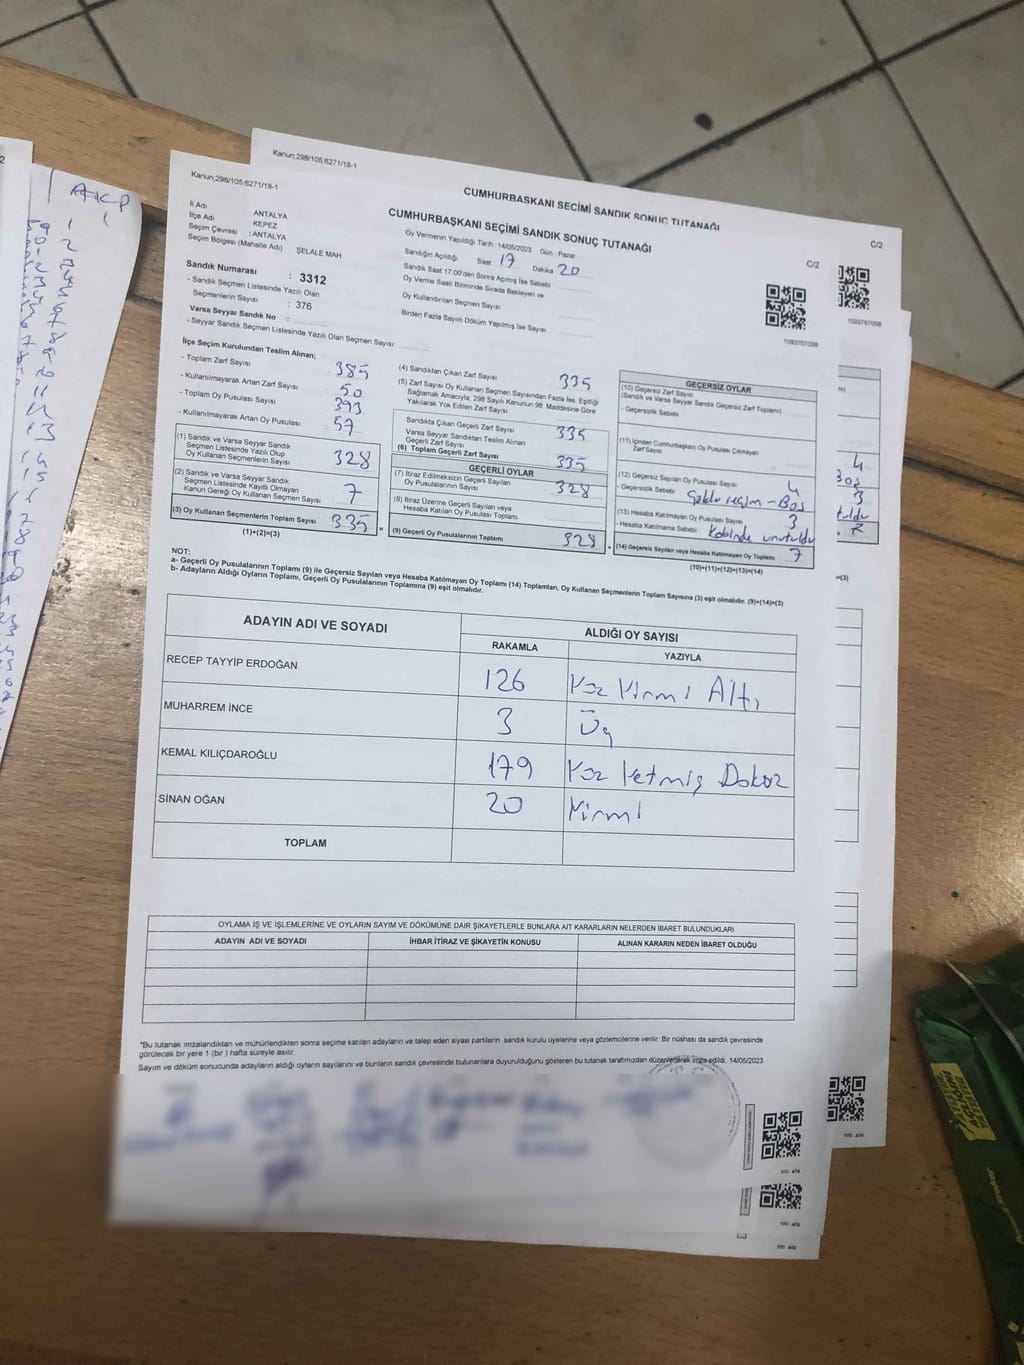 Kanun;298/105;6271/18-1
CUMHURBAŞKANI SEÇİMİ SANDIK SONUÇ TUTANAĞI
C/2
Kanun;298/105;6271/18-1
CUMHURBAŞKANI SEÇİMİ SANDIK SONUÇ TUTANAĞI
C/2
İl Adı ANTALYA
İlçe Adı KEPEZ
Seçim Çevresi : ANTALYA
Seçim Bölgesi (Mahalle Adı) ŞELALE MAH
Sandık Numarası : 3312
- Sandık Seçmen Listesinde Yazılı Olan
Seçmenlerin Sayısı : 376
Varsa Seyyar Sandık No :
- Seyyar Sandık Seçmen Listesinde Yazılı Olan Seçmen Sayısı
Oy Vermenin Yapıldığı Tarih : 14/05/2023 Gün : Pazar
Sandığın Açıldığı Saat 17 Dakika 20
Sandık Saat 17.00'den Sonra Açılmış İse Sebebi
Oy Verme Saati Bitiminde Sırada Bekleyen ve
Oy Kullandırılan Seçmen Sayısı
Birden Fazla Sayım Döküm Yapılmış İse Sayısı
1093767058
1093767058
İlçe Seçim Kurulundan Teslim Alınan;
- Toplam Zarf Sayısı : 385
- Kullanılmayarak Artan Zarf Sayısı : 50
- Toplam Oy Pusulası Sayısı : 393
- Kullanılmayarak Artan Oy Pusulası : 57
(1) Sandık ve Varsa Seyyar Sandık
Seçmen Listesinde Yazılı Olup
Oy Kullanan Seçmenlerin Sayısı 328
(2) Sandık ve Varsa Seyyar Sandık
Seçmen Listesinde Kayıtlı Olmayan
Kanun Gereği Oy Kullanan Seçmen Sayısı 7
(3) Oy Kullanan Seçmenlerin Toplam Sayısı 335
(1)+(2)=(3)
(4) Sandıktan Çıkan Zarf Sayısı 335
(5) Zarf Sayısı Oy Kullanan Seçmen Sayısından Fazla İse, Eşitliği
Sağlamak Amacıyla, 298 Sayılı Kanunun 98. Maddesine Göre
Yakılarak Yok Edilen Zarf Sayısı
Sandıkta Çıkan Geçerli Zarf Sayısı 335
Varsa Seyyar Sandıktan Teslim Alınan
Geçerli Zarf Sayısı
(6) Toplam Geçerli Zarf Sayısı 335
GEÇERLİ OYLAR
(7) İtiraz Edilmeksizin Geçerli Sayılan
Oy Pusulalarının Sayısı 328
(8) İtiraz Üzerine Geçerli Sayılan veya
Hesaba Katılan Oy Pusulası Toplamı
(9) Geçerli Oy Pusulalarının Toplamı 328
GEÇERSİZ OYLAR
(10) Geçersiz Zarf Sayısı
(Sandık ve Varsa Seyyar Sandık Geçersiz Zarf Toplamı)
- Geçersizlik Sebebi
(11) İçinden Cumhurbaşkanı Oy Pusulası Çıkmayan
Zarf Sayısı
(12) Geçersiz Sayılan Oy Pusulası Sayısı 4
- Geçersizlik Sebebi Çoklu seçim - Boş
(13) Hesaba Katılmayan Oy Pusulası Sayısı 3
- Hesaba Katılmama Sebebi Kabinde unutuldu
(14) Geçersiz Sayılan veya Hesaba Katılmayan Oy Toplamı 7
(10)+(11)+(12)+(13)=(14)
NOT:
a- Geçerli Oy Pusulalarının Toplamı (9) ile Geçersiz Sayılan veya Hesaba Katılmayan Oy Toplamı (14) Toplamları, Oy Kullanan Seçmenlerin Toplam Sayısına (3) eşit olmalıdır. (9)+(14)=(3)
b- Adayların Aldığı Oyların Toplamı, Geçerli Oy Pusulalarının Toplamına (9) eşit olmalıdır.
ADAYIN ADI VE SOYADI
ALDIĞI OY SAYISI
RAKAMLA YAZIYLA
RECEP TAYYİP ERDOĞAN 126 Yüz Yirmi Altı
MUHARREM İNCE 3 Üç
KEMAL KILIÇDAROĞLU 179 Yüz Yetmiş Dokuz
SİNAN OĞAN 20 Yirmi
TOPLAM
OYLAMA İŞ VE İŞLEMLERİNE VE OYLARIN SAYIM VE DÖKÜMÜNE DAİR ŞİKAYETLERLE BUNLARA AİT KARARLARIN NELERDEN İBARET BULUNDUKLARI
ADAYIN ADI VE SOYADI İHBAR İTİRAZ VE ŞİKAYETİN KONUSU ALINAN KARARIN NEDEN İBARET OLDUĞU
*Bu tutanak imzalandıktan ve mühürlendikten sonra seçime katılan adayların ve talep eden siyasi partilerin sandık kurulu üyelerine veya gözlemcilerine verilir. Bir nüshası da sandık çevresinde
görülecek bir yere 1 (bir) hafta süreyle asılır.
Sayım ve döküm sonucunda adayların aldığı oyların sayılarını ve bunların sandık çevresinde bulunanlara duyurulduğunu gösteren bu tutanak tarafımızdan düzenlenerek imza edildi. 14/05/2023
AKP